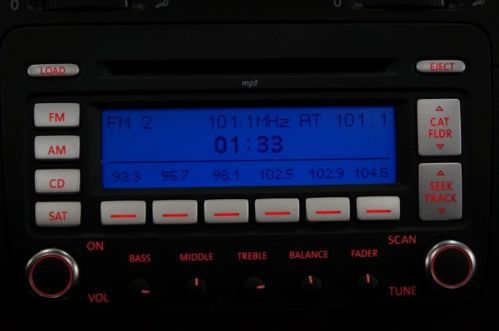 LOAD
EJECT
mp3
FM
AM
CD
SAT
FM 2 101.1MHz AT 101.1
01:33
93.3 95.7 98.1 102.5 102.9 104.5
CAT
FLDR
SEEK
TRACK
ON
VOL
BASS MIDDLE TREBLE BALANCE FADER
SCAN
TUNE